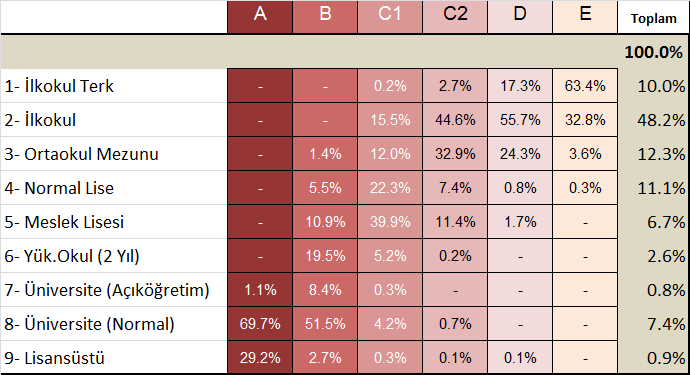 A B C1 C2 D E Toplam
100.0%
1- İlkokul Terk - - 0.2% 2.7% 17.3% 63.4% 10.0%
2- İlkokul - - 15.5% 44.6% 55.7% 32.8% 48.2%
3- Ortaokul Mezunu - 1.4% 12.0% 32.9% 24.3% 3.6% 12.3%
4- Normal Lise - 5.5% 22.3% 7.4% 0.8% 0.3% 11.1%
5- Meslek Lisesi - 10.9% 39.9% 11.4% 1.7% - 6.7%
6- Yük.Okul (2 Yıl) - 19.5% 5.2% 0.2% - - 2.6%
7- Üniversite (Açıköğretim) 1.1% 8.4% 0.3% - - - 0.8%
8- Üniversite (Normal) 69.7% 51.5% 4.2% 0.7% - - 7.4%
9- Lisansüstü 29.2% 2.7% 0.3% 0.1% 0.1% - 0.9%